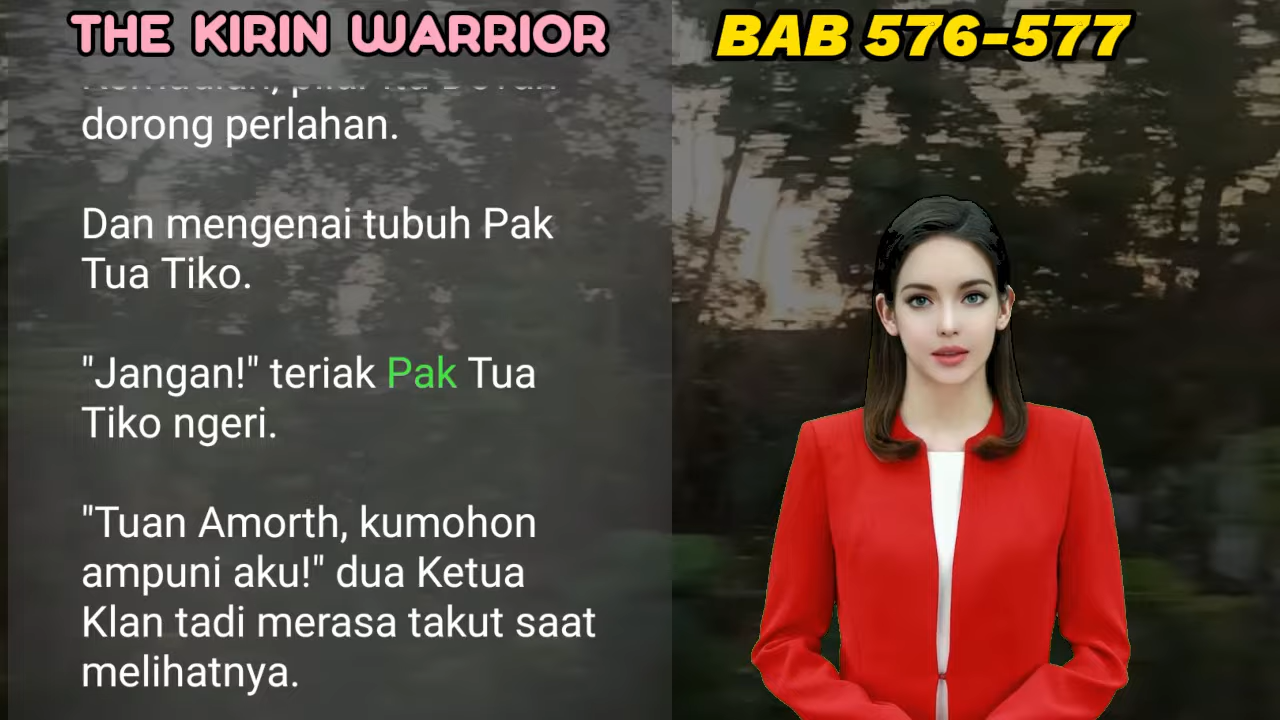 THE KIRIN WARRIOR
BAB 576-577
dorong perlahan.
Dan mengenai tubuh Pak
Tua Tiko.
"Jangan!" teriak Pak Tua
Tiko ngeri.
"Tuan Amorth, kumohon
ampuni aku!" dua Ketua
Klan tadi merasa takut saat
melihatnya.